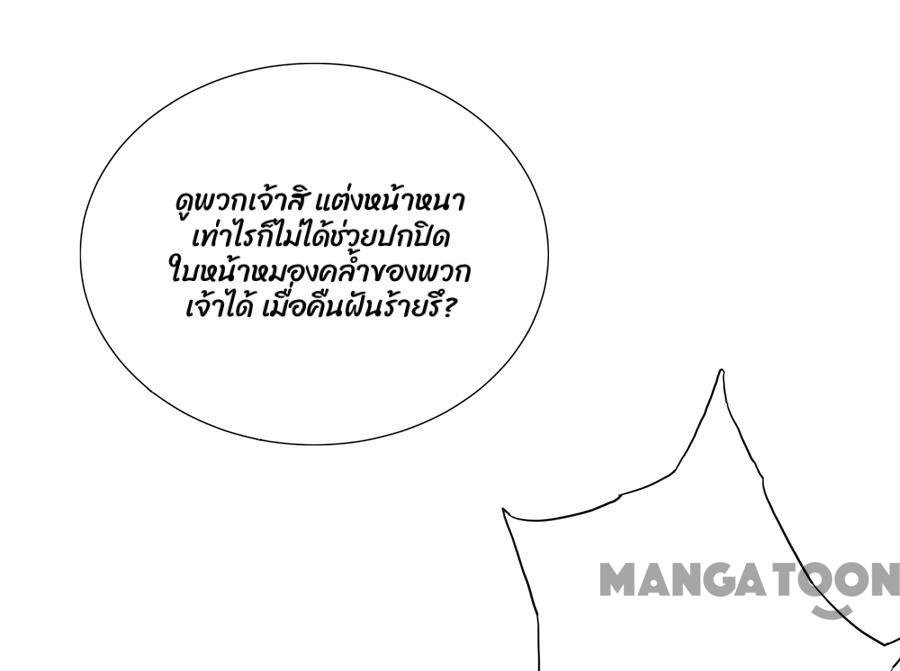 ดูพวกเจ้าสิ แต่งหน้าหนา
เท่าไรก็ไม่ได้ช่วยปกปิด
ใบหน้าหมองคล้ำของพวก
เจ้าได้ เมื่อคืนฝันร้ายรึ?
MANGATOON